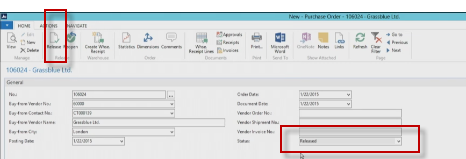 New - Purchase Order - 106024 - Grassblue Ltd.
HOME ACTIONS NAVIGATE
View New Delete Release Reopen Create Whse. Receipt Statistics Dimensions Comments Whse. Receipt Lines Approvals Receipts Invoices Print... Microsoft Word OneNote Notes Links Refresh Clear Filter Go to Previous Next
Manage Release Warehouse Order Documents Print Send To Show Attached Page
106024 - Grassblue Ltd.
General
No.: 106024
Buy-from Vendor No.: 60000
Buy-from Contact No.:
Buy-from Vendor Name: Grassblue Ltd.
Buy-from City: London
Posting Date: 1/22/2015
Order Date: 1/22/2015
Document Date: 1/22/2015
Vendor Order No.:
Vendor Shipment No.:
Vendor Invoice No.:
Status: Released